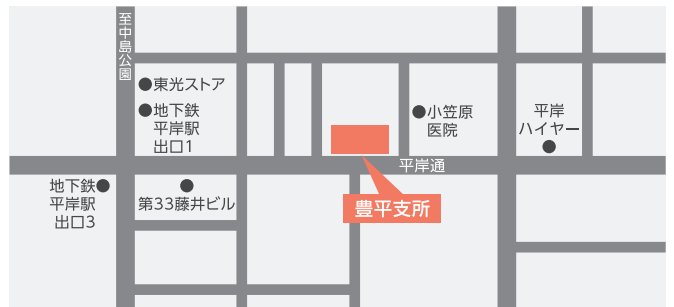 至中島公園
東光ストア
地下鉄
平岸駅
出口1
小笠原
医院
平岸
ハイヤー
平岸通
地下鉄
平岸駅
出口3
第33藤井ビル
豊平支所